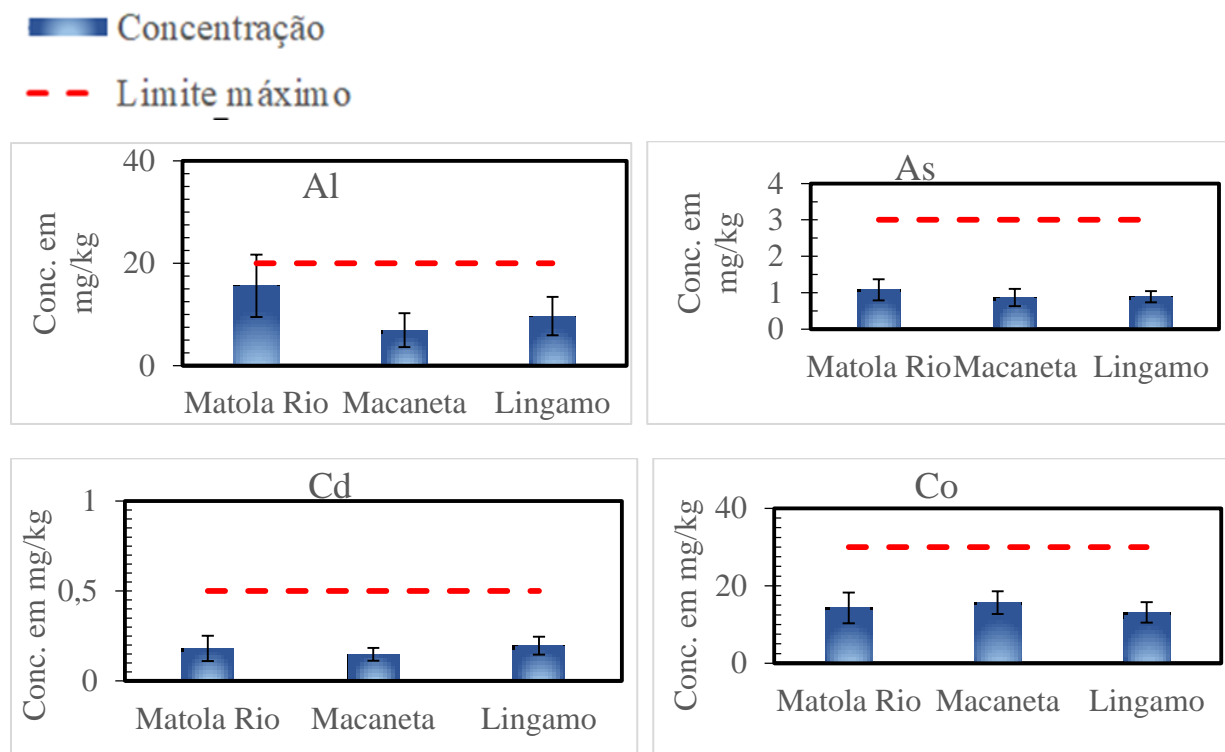 Concentração
Limite máximo
Al
Conc. em
mg/kg
40
20
0
Matola Rio Macaneta Lingamo
As
Conc. em
mg/kg
4
3
2
1
0
Matola Rio Macaneta Lingamo
Cd
Conc. em mg/kg
1
0,5
0
Matola Rio Macaneta Lingamo
Co
Conc. em mg/kg
40
20
0
Matola Rio Macaneta Lingamo